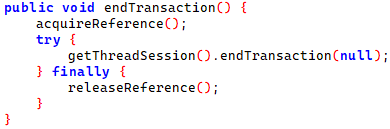 public void endTransaction() {
    acquireReference();
    try {
        getThreadSession().endTransaction(null);
    } finally {
        releaseReference();
    }
}